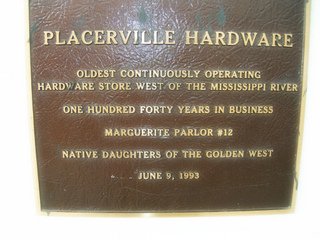 PLACERVILLE HARDWARE
OLDEST CONTINUOUSLY OPERATING
HARDWARE STORE WEST OF THE MISSISSIPPI RIVER
ONE HUNDRED FORTY YEARS IN BUSINESS
MARGUERITE PARLOR #12
NATIVE DAUGHTERS OF THE GOLDEN WEST
JUNE 9, 1993